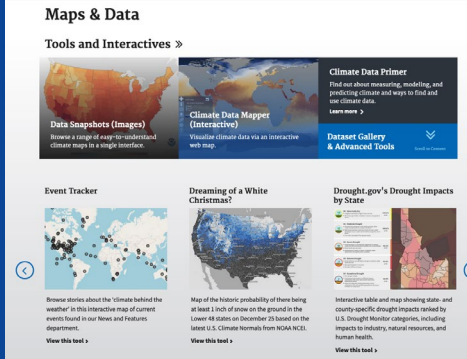 Maps & Data
Tools and Interactives »
Data Snapshots (Images)
Browse a range of easy-to-understand
climate maps in a single interface.
Climate Data Mapper
(Interactive)
Visualize climate data via an interactive
web map.
Climate Data Primer
Find out about measuring, modeling, and
predicting climate and ways to find and
use climate data.
Learn more >
Dataset Gallery
& Advanced Tools
Scroll to Content
Event Tracker
Browse stories about the 'climate behind the
weather' in this interactive map of current
events found in our News and Features
department.
View this tool >
Dreaming of a White
Christmas?
Map of the historic probability of there being
at least 1 inch of snow on the ground in the
Lower 48 states on December 25 based on the
latest U.S. Climate Normals from NOAA NCEI.
View this tool >
Drought.gov's Drought Impacts
by State
Interactive table and map showing state- and
county-specific drought impacts ranked by
U.S. Drought Monitor categories, including
impacts to industry, natural resources, and
human health.
View this tool >